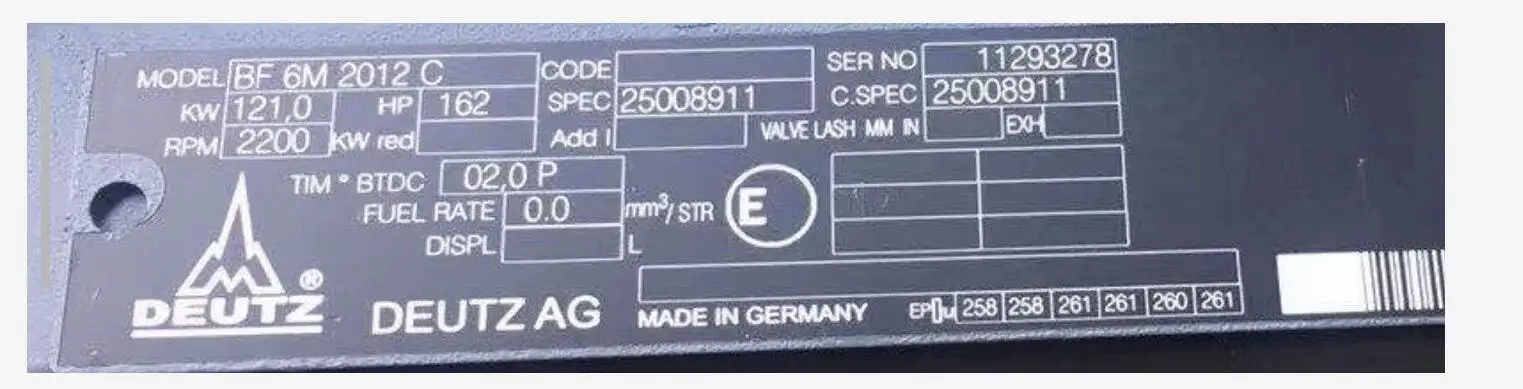 MODEL BF 6M 2012 C CODE SER NO 11293278
KW 121,0 HP 162 SPEC 25008911 C.SPEC 25008911
RPM 2200 KW red Add I VALVE LASH MM IN EXH
TIM ° BTDC 02,0 P
FUEL RATE 0.0 mm³/STR E
DISPL L
DEUTZ ® DEUTZ AG MADE IN GERMANY EP[]u 258 258 261 261 260 261